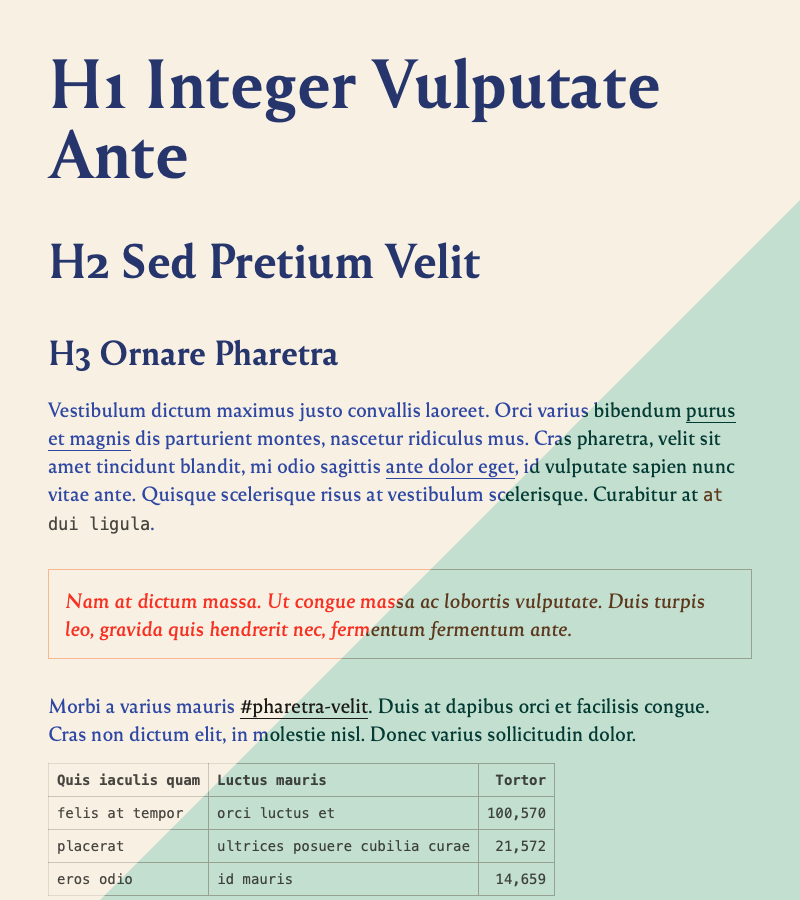 H1 Integer Vulputate
Ante
H2 Sed Pretium Velit
H3 Ornare Pharetra
Vestibulum dictum maximus justo convallis laoreet. Orci varius bibendum purus
et magnis dis parturient montes, nascetur ridiculus mus. Cras pharetra, velit sit
amet tincidunt blandit, mi odio sagittis ante dolor eget, id vulputate sapien nunc
vitae ante. Quisque scelerisque risus at vestibulum scelerisque. Curabitur at at
dui ligula.
Nam at dictum massa. Ut congue massa ac lobortis vulputate. Duis turpis
leo, gravida quis hendrerit nec, fermentum fermentum ante.
Morbi a varius mauris #pharetra-velit. Duis at dapibus orci et facilisis congue.
Cras non dictum elit, in molestie nisl. Donec varius sollicitudin dolor.
Quis iaculis quam Luctus mauris Tortor
felis at tempor orci luctus et 100,570
placerat ultrices posuere cubilia curae 21,572
eros odio id mauris 14,659